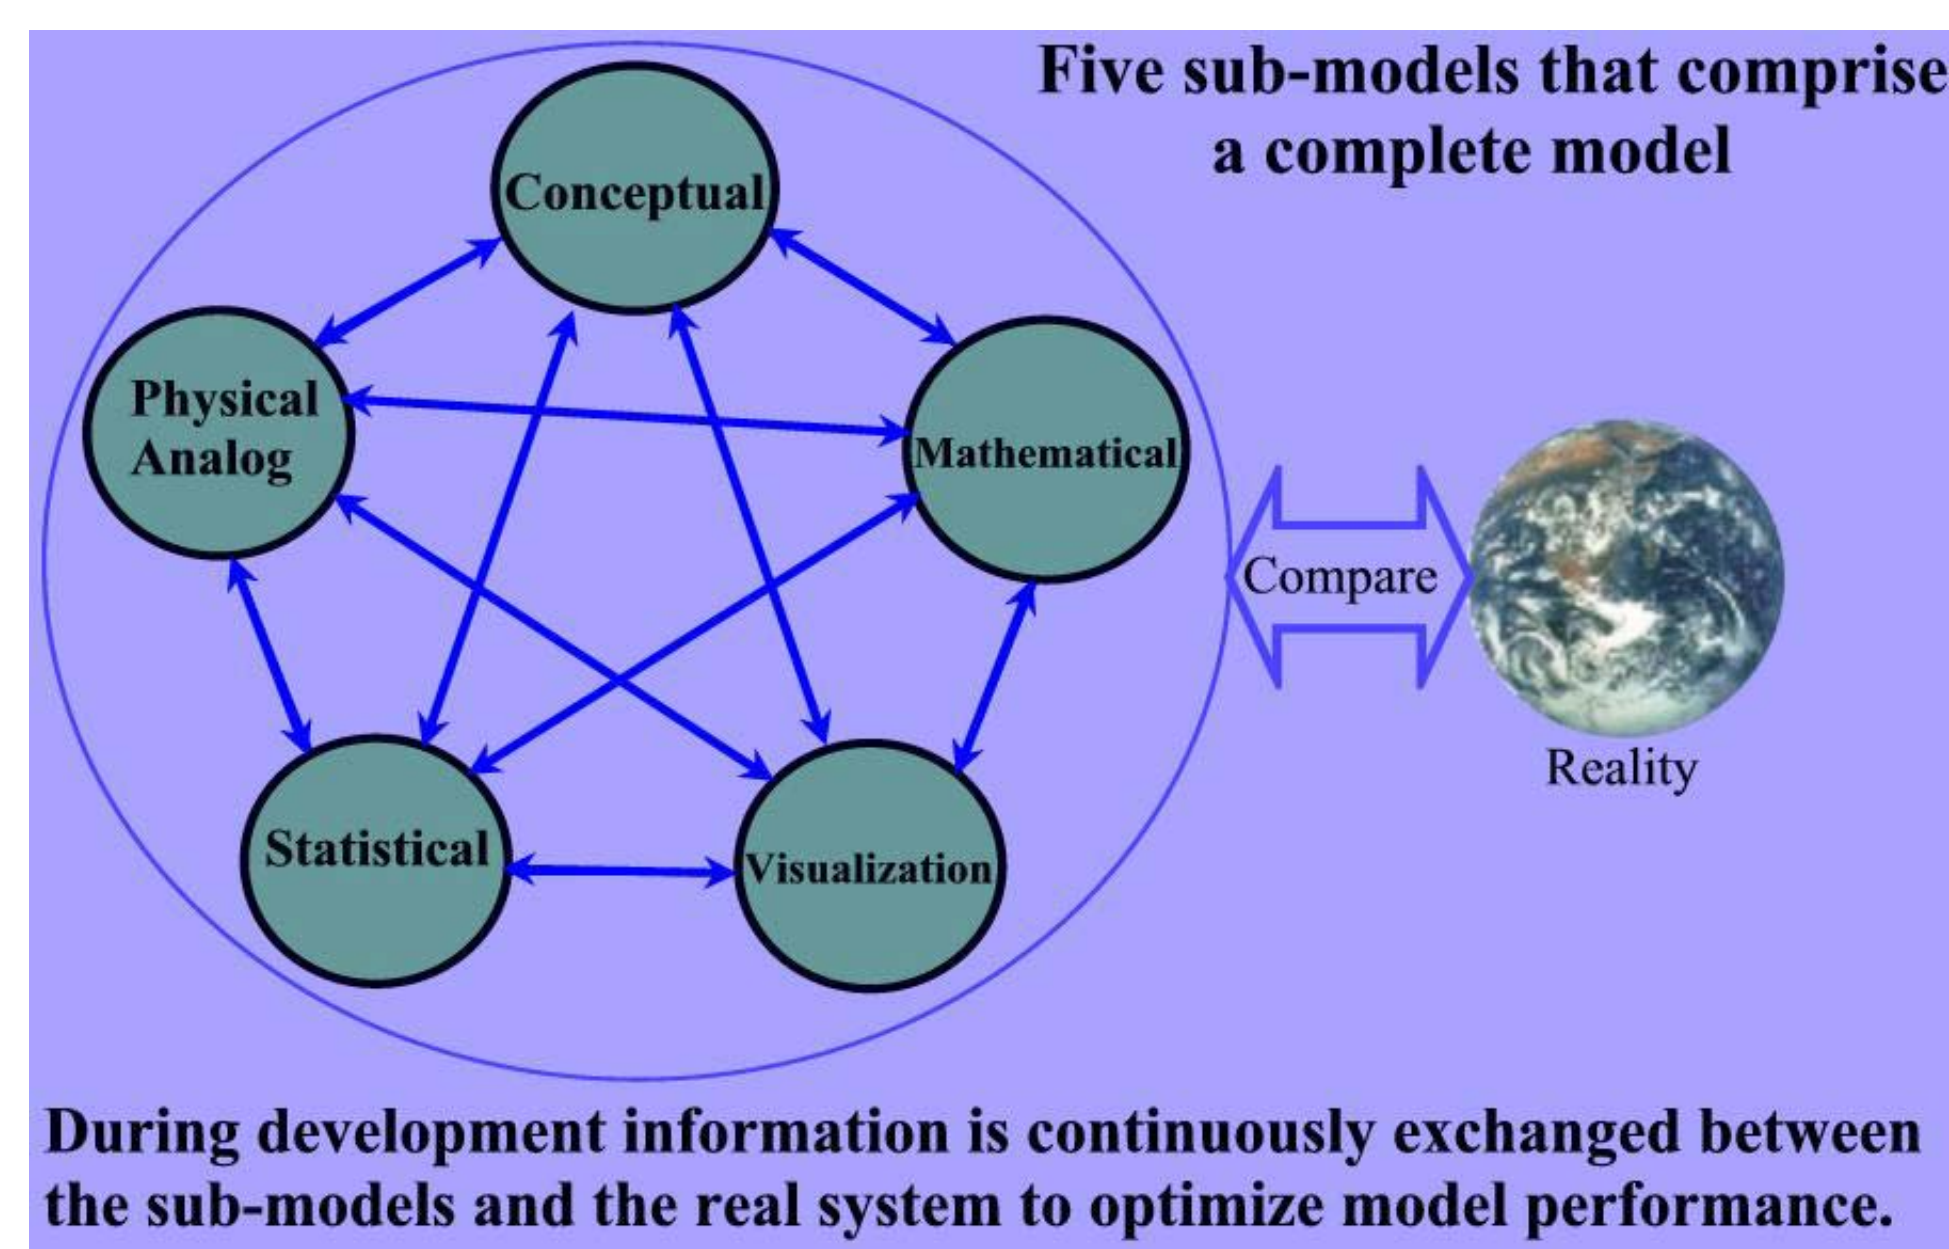 Five sub-models that comprise
a complete model
Conceptual
Physical
Analog
Mathematical
Compare
Reality
Statistical
Visualization
During development information is continuously exchanged between
the sub-models and the real system to optimize model performance.